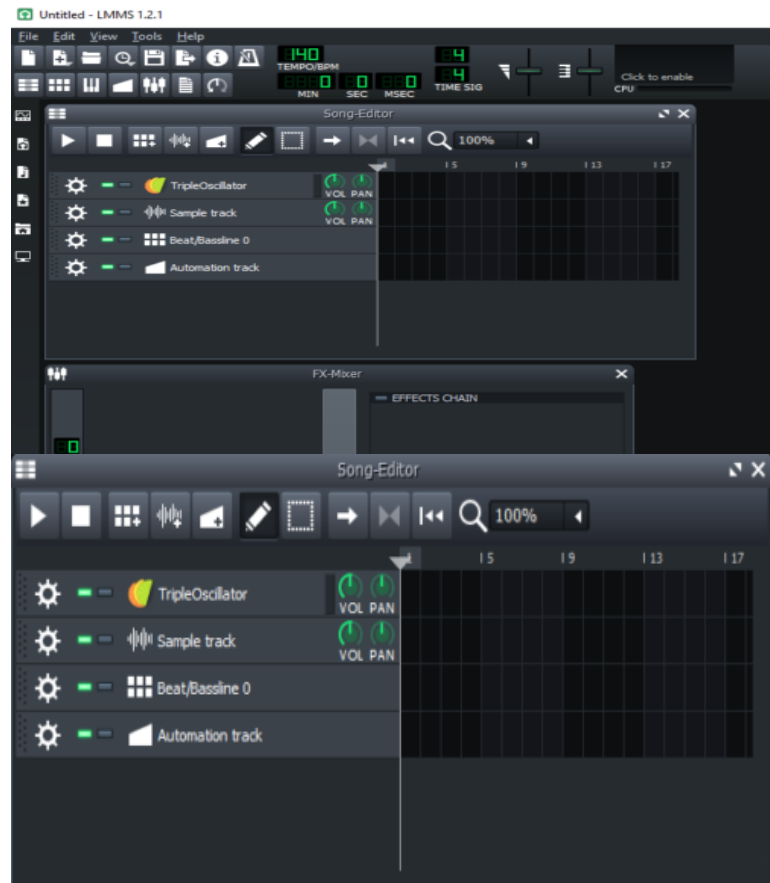 Untitled - LMMS 1.2.1
File Edit View Tools Help
140
TEMPO/BPM
4
4
TIME SIG
0 0 0
MIN SEC MSEC
Click to enable
CPU
Song-Editor
100%
5 9 13 17
TripleOscillator VOL PAN
Sample track VOL PAN
Beat/Bassline 0
Automation track
FX-Mixer
EFFECTS CHAIN
0
Song-Editor
100%
5 9 13 17
TripleOscillator VOL PAN
Sample track VOL PAN
Beat/Bassline 0
Automation track